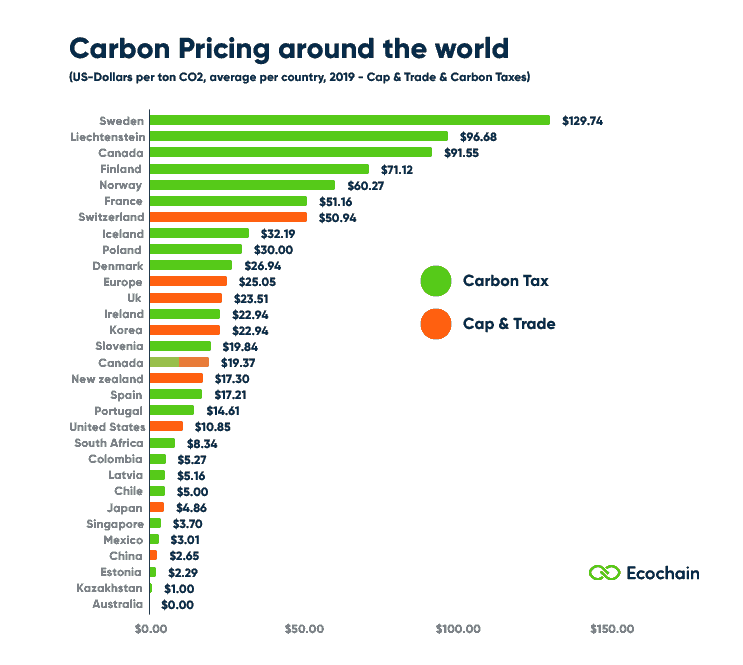 Carbon Pricing around the world
(US-Dollars per ton CO2, average per country, 2019 - Cap & Trade & Carbon Taxes)
Sweden $129.74
Liechtenstein $96.68
Canada $91.55
Finland $71.12
Norway $60.27
France $51.16
Switzerland $50.94
Iceland $32.19
Poland $30.00
Denmark $26.94
Europe $25.05
Uk $23.51
Ireland $22.94
Korea $22.94
Slovenia $19.84
Canada $19.37
New zealand $17.30
Spain $17.21
Portugal $14.61
United States $10.85
South Africa $8.34
Colombia $5.27
Latvia $5.16
Chile $5.00
Japan $4.86
Singapore $3.70
Mexico $3.01
China $2.65
Estonia $2.29
Kazakhstan $1.00
Australia $0.00
$0.00 $50.00 $100.00 $150.00
Carbon Tax
Cap & Trade
Ecochain